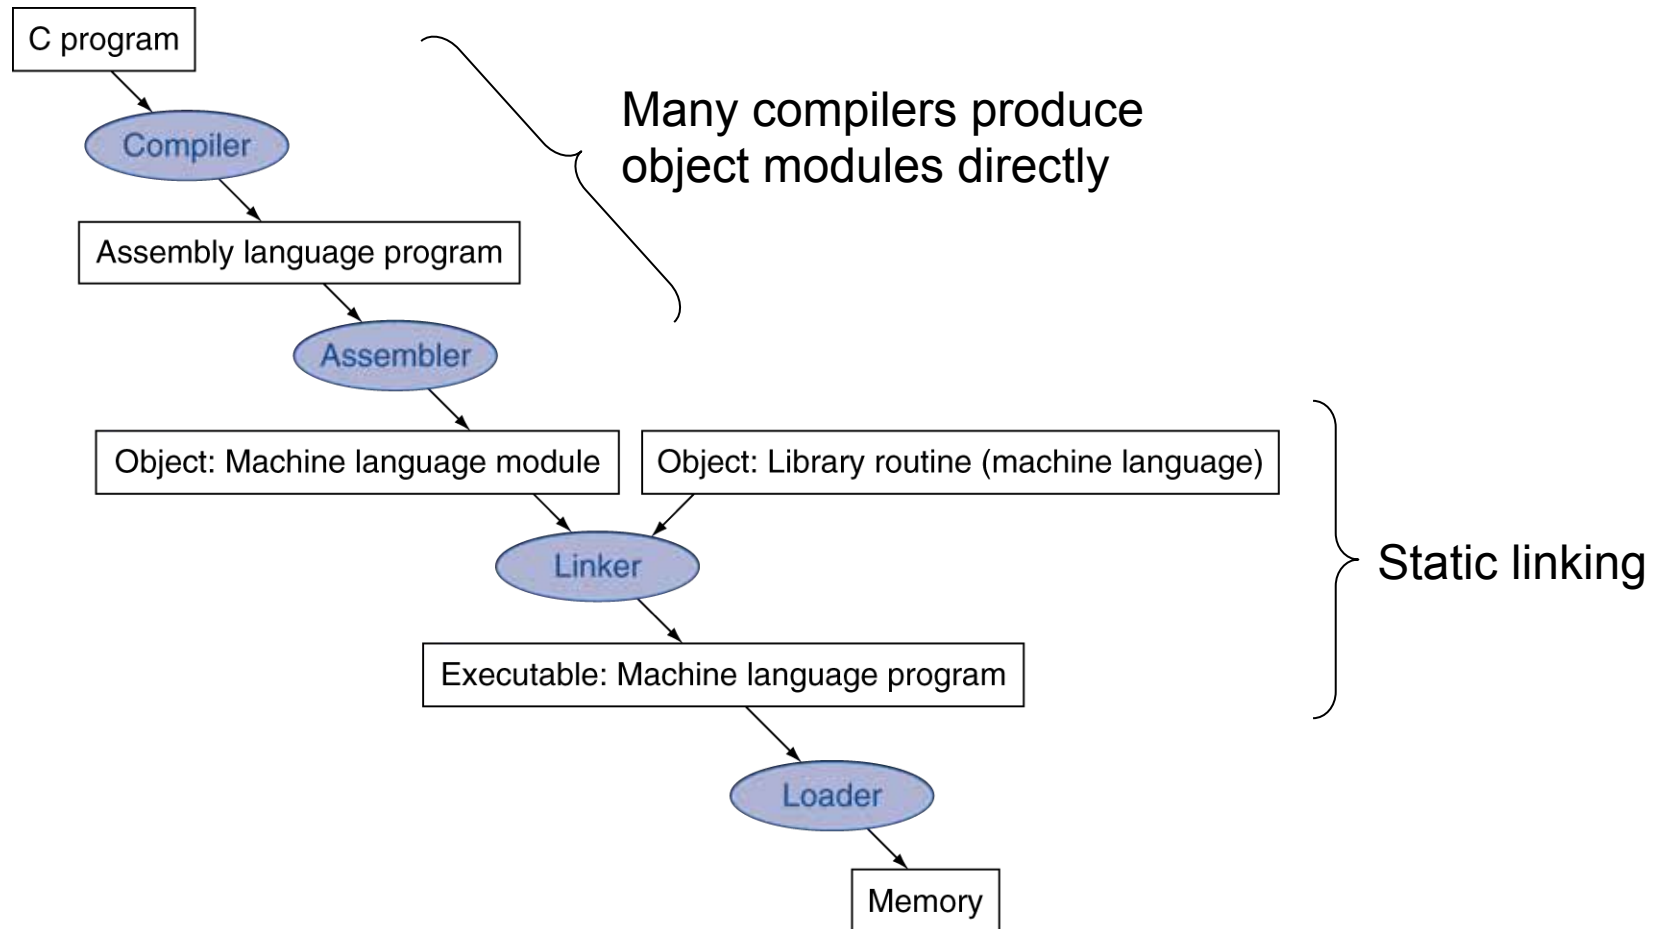 C program
Compiler
Many compilers produce
object modules directly
Assembly language program
Assembler
Object: Machine language module
Object: Library routine (machine language)
Linker
Static linking
Executable: Machine language program
Loader
Memory